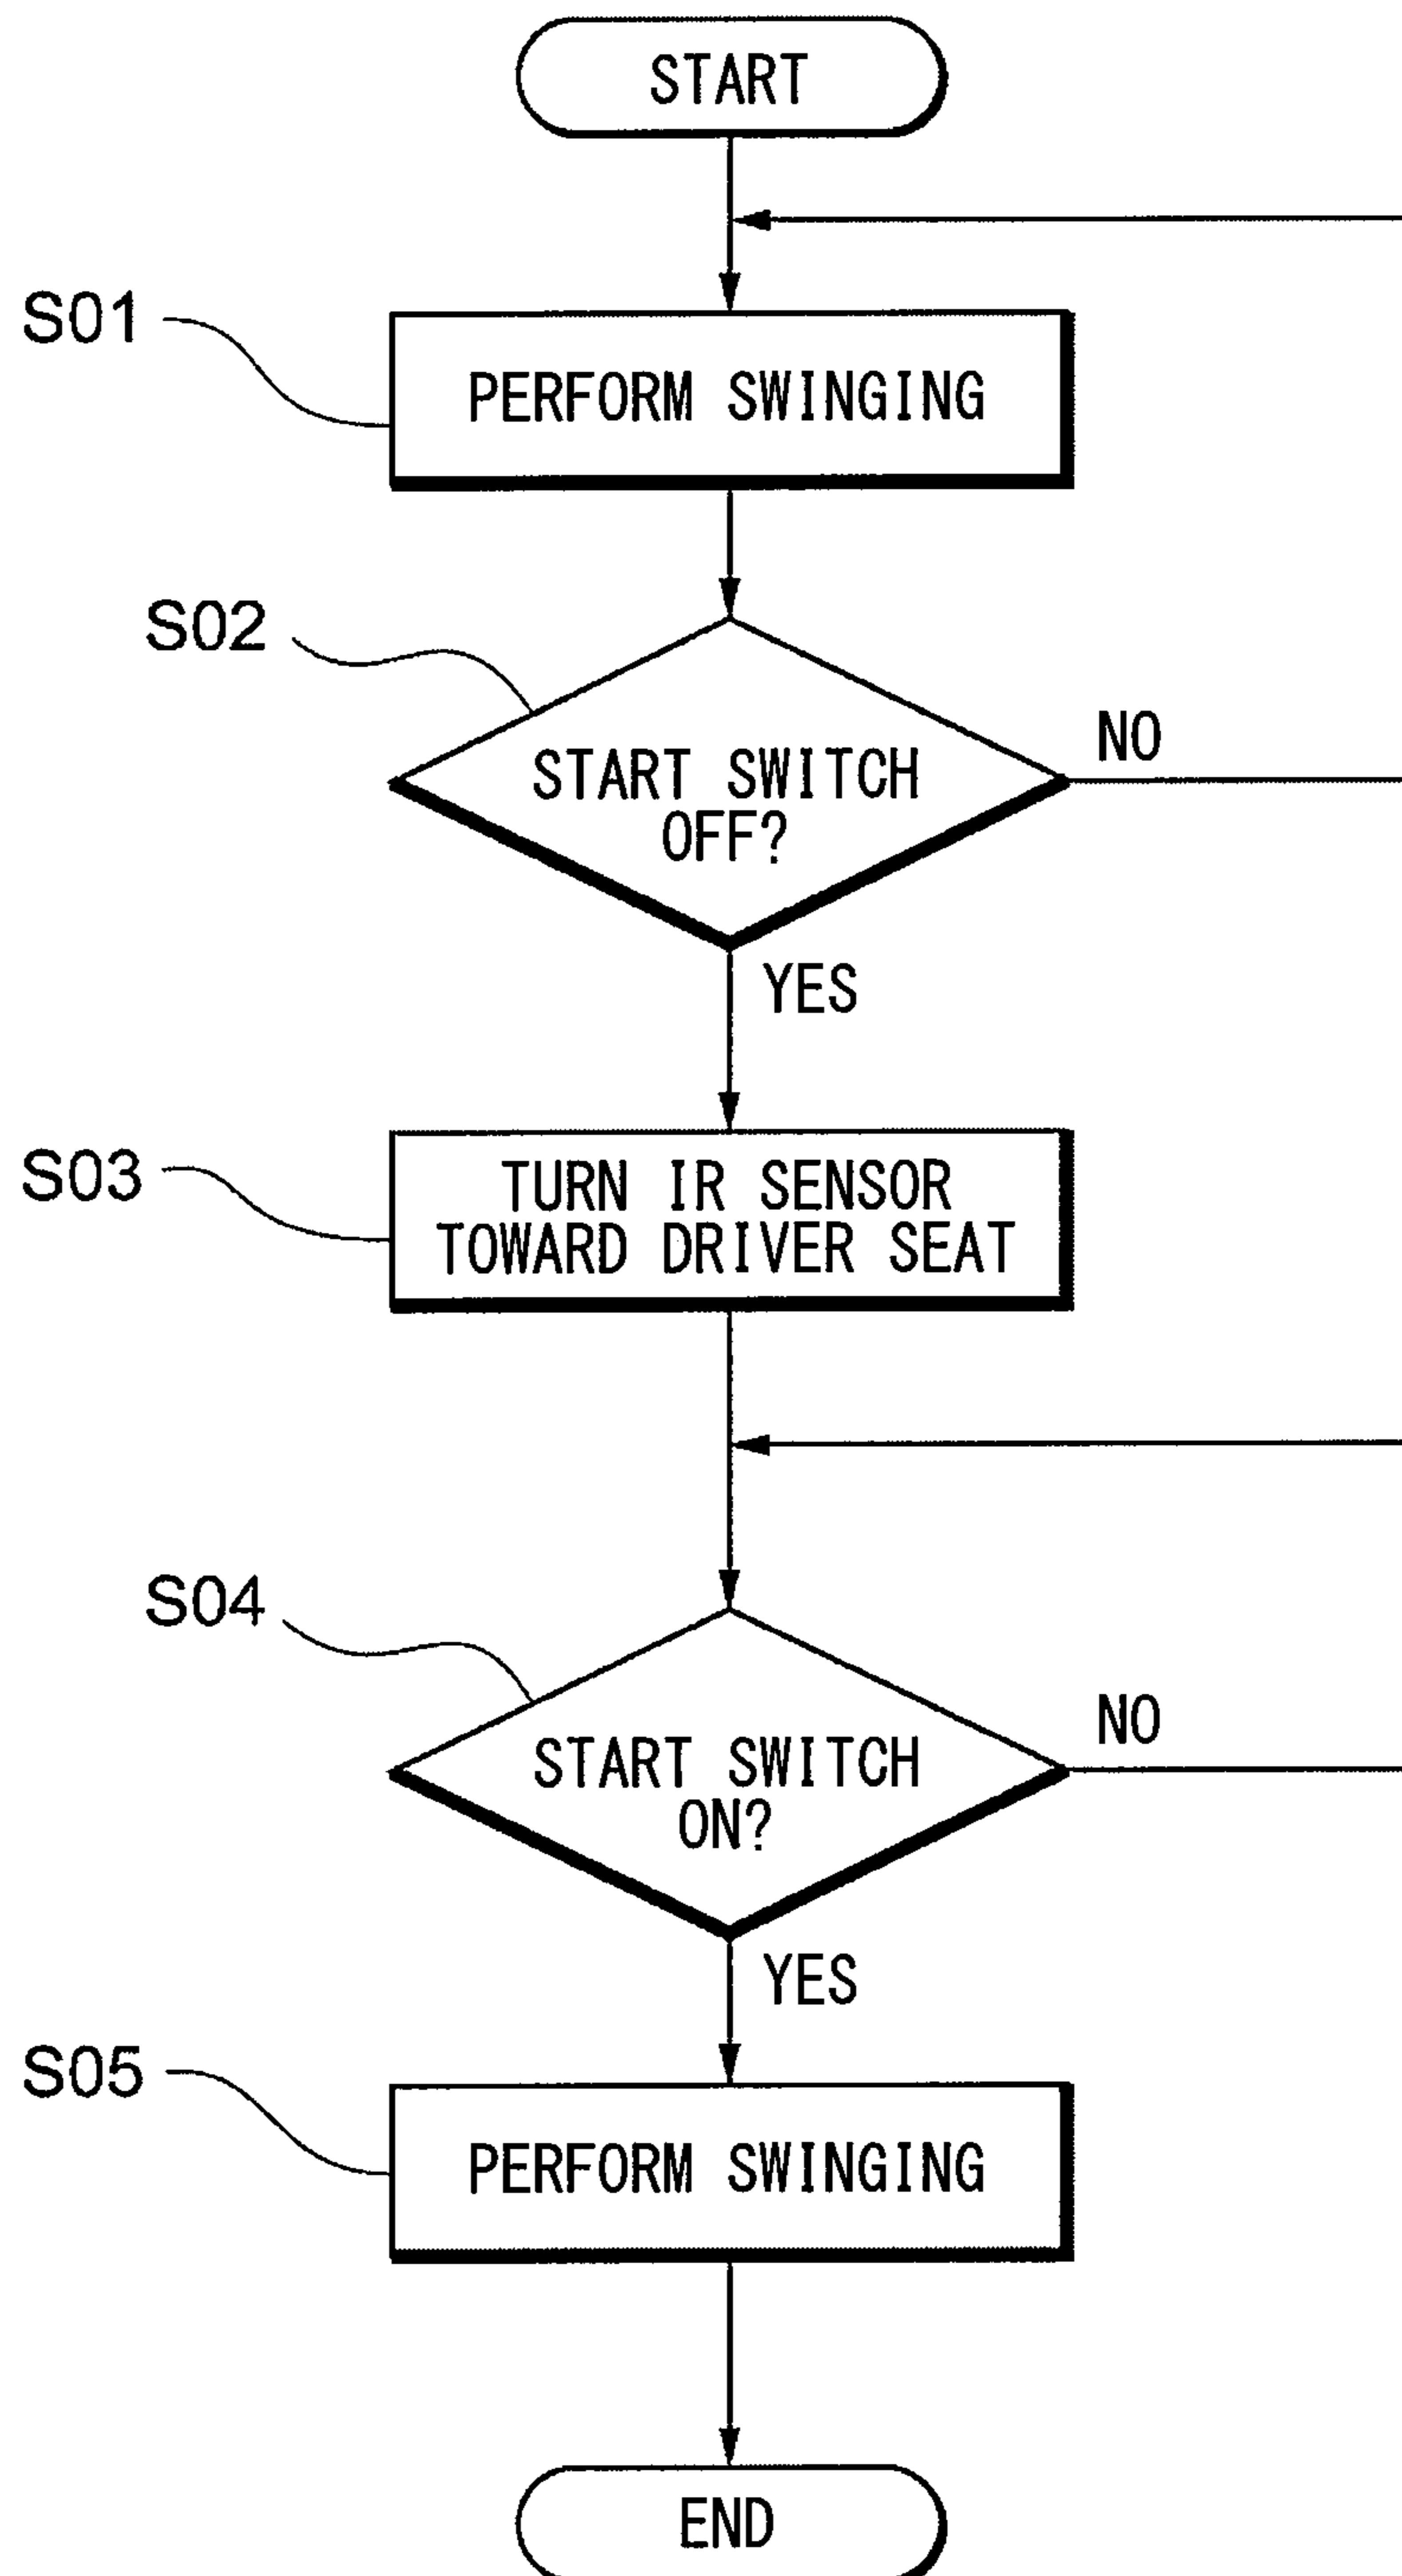 START
S01
PERFORM SWINGING
S02
START SWITCH
OFF?
NO
YES
S03
TURN IR SENSOR
TOWARD DRIVER SEAT
S04
START SWITCH
ON?
NO
YES
S05
PERFORM SWINGING
END